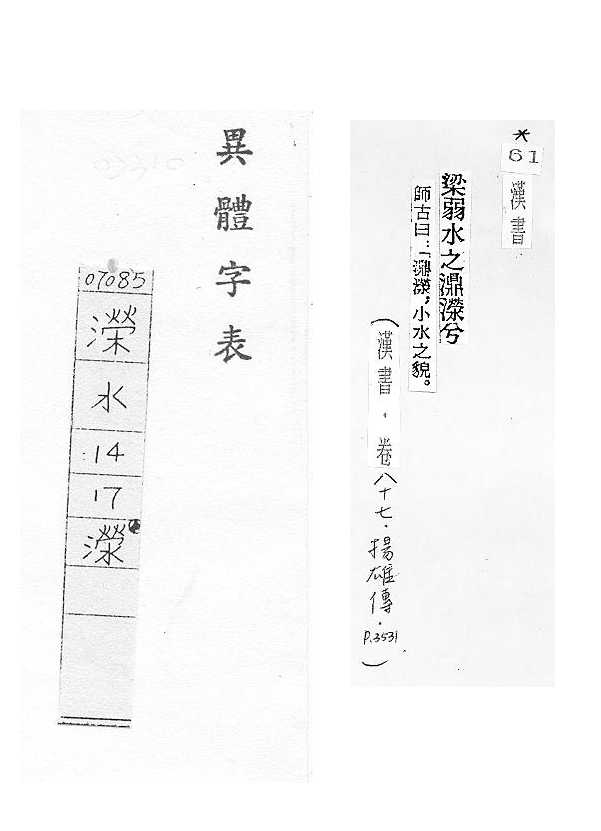 異體字表
07085
濚
水
14
17
濴
*
61
漢書
梁弱水之濎濴兮
師古曰：「濎濴，小水之貌。
（漢書．卷八十七．揚雄傳．P.3531）